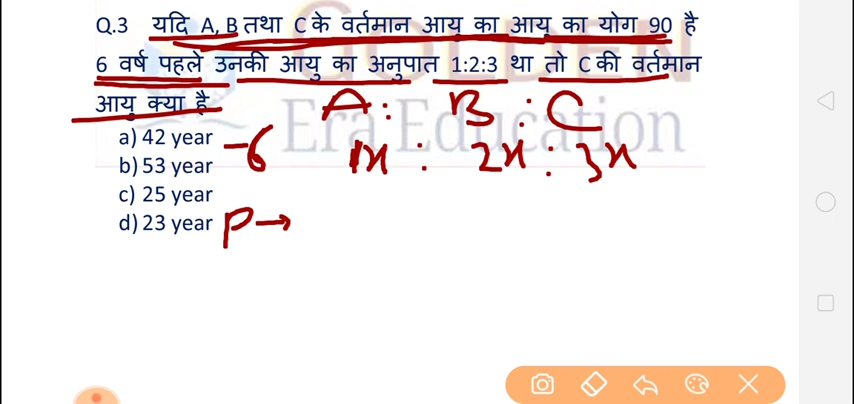 Q.3 यदि A, B तथा C के वर्तमान आयु का आयु का योग 90 है
6 वर्ष पहले उनकी आयु का अनुपात 1:2:3 था तो C की वर्तमान
आयु क्या है
A : B : C
a) 42 year
-6 1x : 2x : 3x
b) 53 year
c) 25 year
d) 23 year
P →
GOLDEN
Era Education